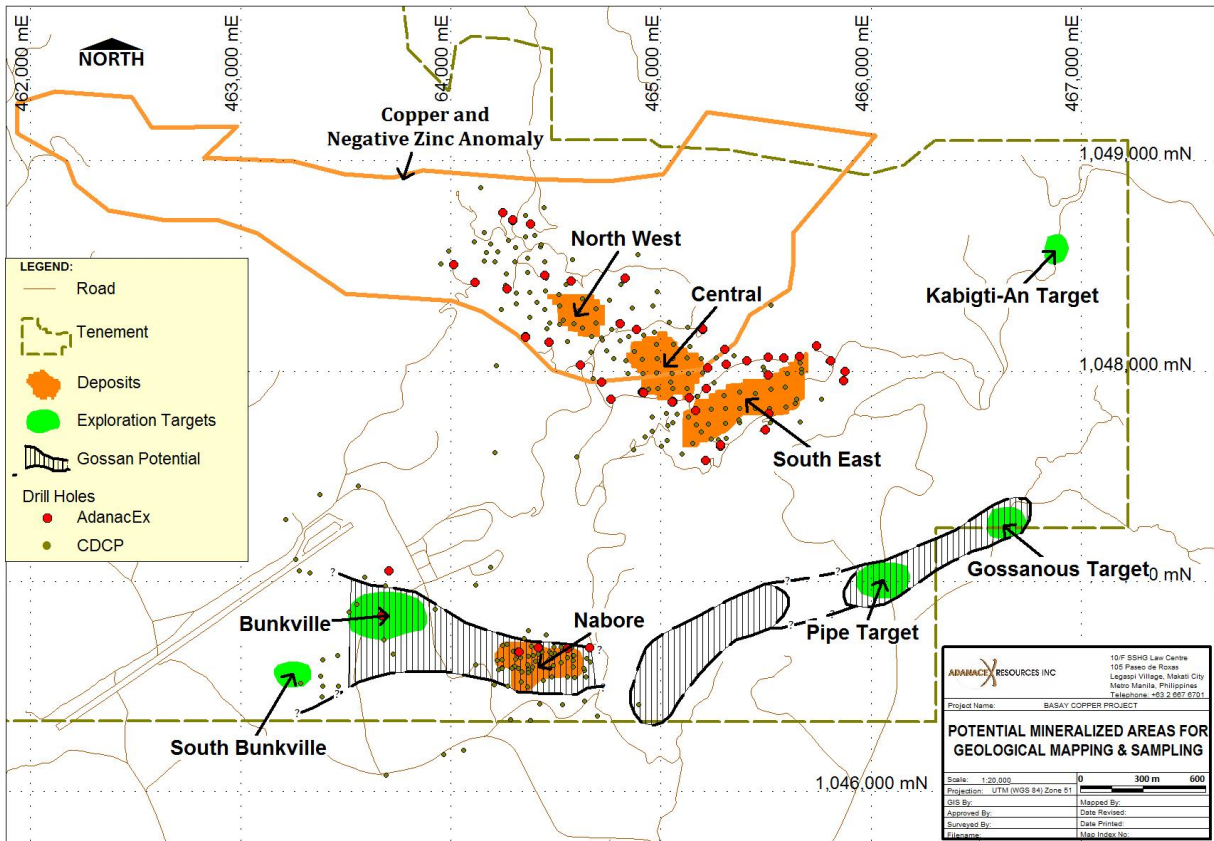 462,000 mE
463,000 mE
64,000 mE
465,000 mE
466,000 mE
467,000 mE
NORTH
Copper and
Negative Zinc Anomaly
1,049,000 mN
North West
Central
Kabigti-An Target
LEGEND:
Road
Tenement
Deposits
Exploration Targets
Gossan Potential
Drill Holes
AdanacEx
CDCP
1,048,000 mN
South East
Gossanous Target
0 mN
?
?
?
?
?
?
?
Bunkville
Nabore
Pipe Target
South Bunkville
1,046,000 mN
ADANACEX RESOURCES INC
10/F SSHG Law Centre
105 Paseo de Roxas
Legaspi Village, Makati City
Metro Manila, Philippines
Telephone: +63 2 667 6701
Project Name: BASAY COPPER PROJECT
POTENTIAL MINERALIZED AREAS FOR
GEOLOGICAL MAPPING & SAMPLING
Scale: 1:20,000
0 300 m 600
Projection: UTM (WGS 84) Zone 51
GIS By: Mapped By:
Approved By: Date Revised:
Surveyed By: Date Printed:
Filename: Map Index No: